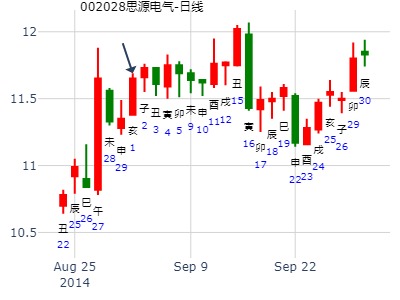 002028思源电气-日线
12
11.5
11
10.5
丑
22
辰
25
巳
26
午
27
未
28
申
29
亥
1
子
2
丑
3
寅
4
卯
5
未
9
申
10
酉
11
戌
12
丑
15
寅
16
卯
17
辰
18
巳
19
申
22
酉
23
戌
24
亥
25
子
26
卯
29
辰
30
Aug 25
2014
Sep 9
Sep 22